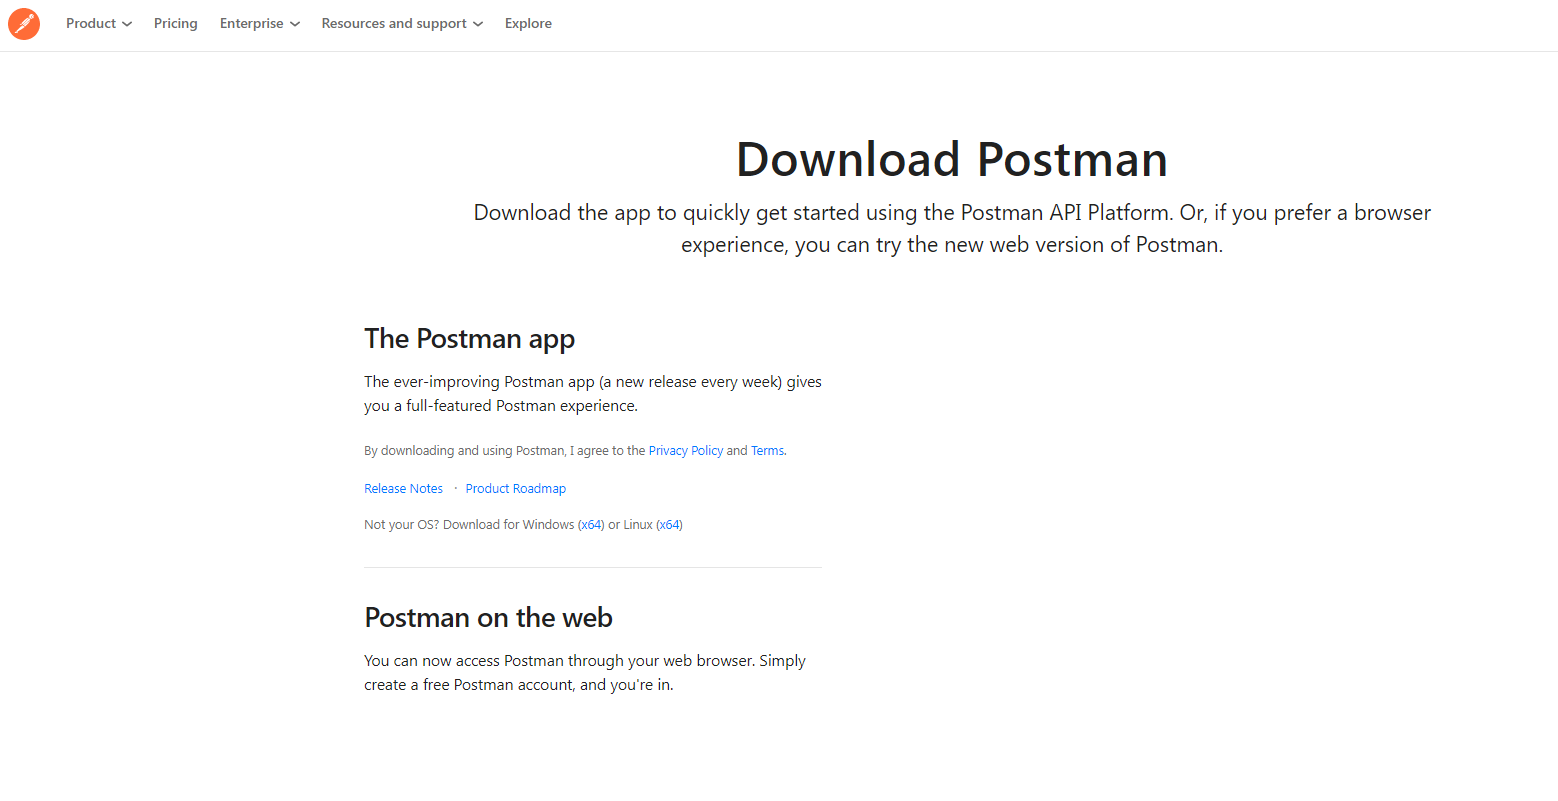 Product Pricing Enterprise Resources and support Explore
Download Postman
Download the app to quickly get started using the Postman API Platform. Or, if you prefer a browser
experience, you can try the new web version of Postman.
The Postman app
The ever-improving Postman app (a new release every week) gives
you a full-featured Postman experience.
By downloading and using Postman, I agree to the Privacy Policy and Terms.
Release Notes · Product Roadmap
Not your OS? Download for Windows (x64) or Linux (x64)
Postman on the web
You can now access Postman through your web browser. Simply
create a free Postman account, and you're in.